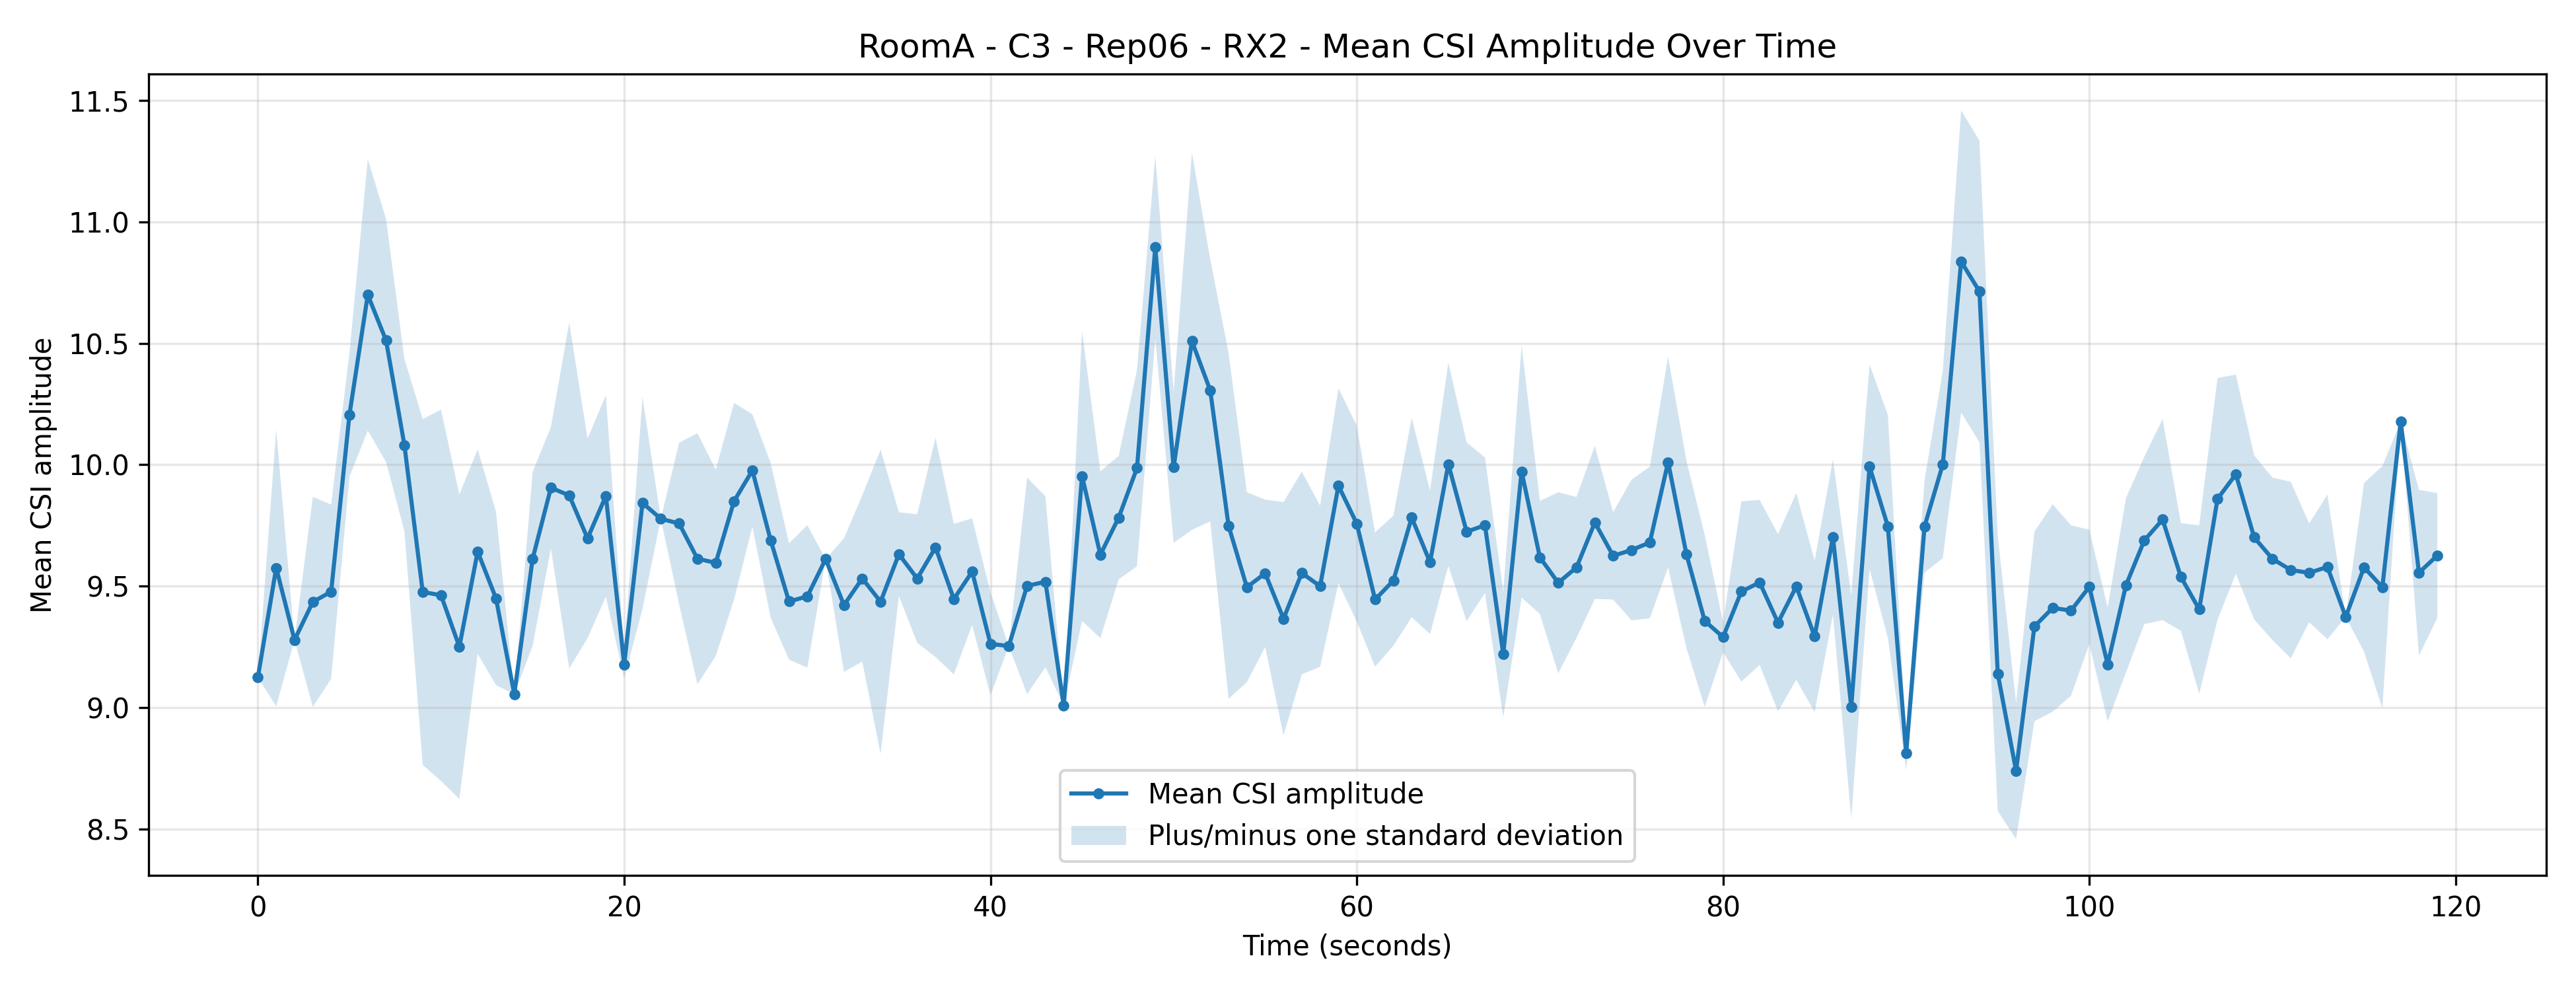 RoomA - C3 - Rep06 - RX2 - Mean CSI Amplitude Over Time
Mean CSI amplitude
11.5
11.0
10.5
10.0
9.5
9.0
8.5
Mean CSI amplitude
Plus/minus one standard deviation
0 20 40 60 80 100 120
Time (seconds)